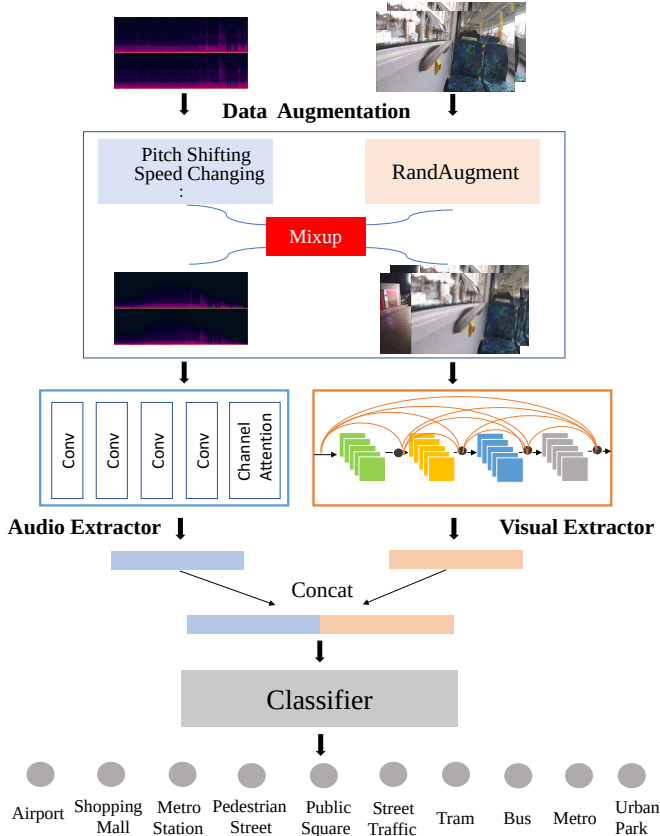 Data Augmentation
Pitch Shifting
Speed Changing
:
RandAugment
Mixup
Conv
Conv
Conv
Conv
Channel
Attention
Audio Extractor
Visual Extractor
Concat
Classifier
Airport
Shopping
Mall
Metro
Station
Pedestrian
Street
Public
Square
Street
Traffic
Tram
Bus
Metro
Urban
Park